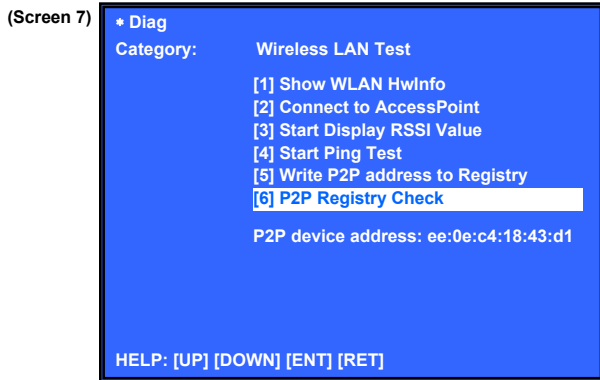 (Screen 7)
* Diag
Category: Wireless LAN Test
[1] Show WLAN HwInfo
[2] Connect to AccessPoint
[3] Start Display RSSI Value
[4] Start Ping Test
[5] Write P2P address to Registry
[6] P2P Registry Check
P2P device address: ee:0e:c4:18:43:d1
HELP: [UP] [DOWN] [ENT] [RET]